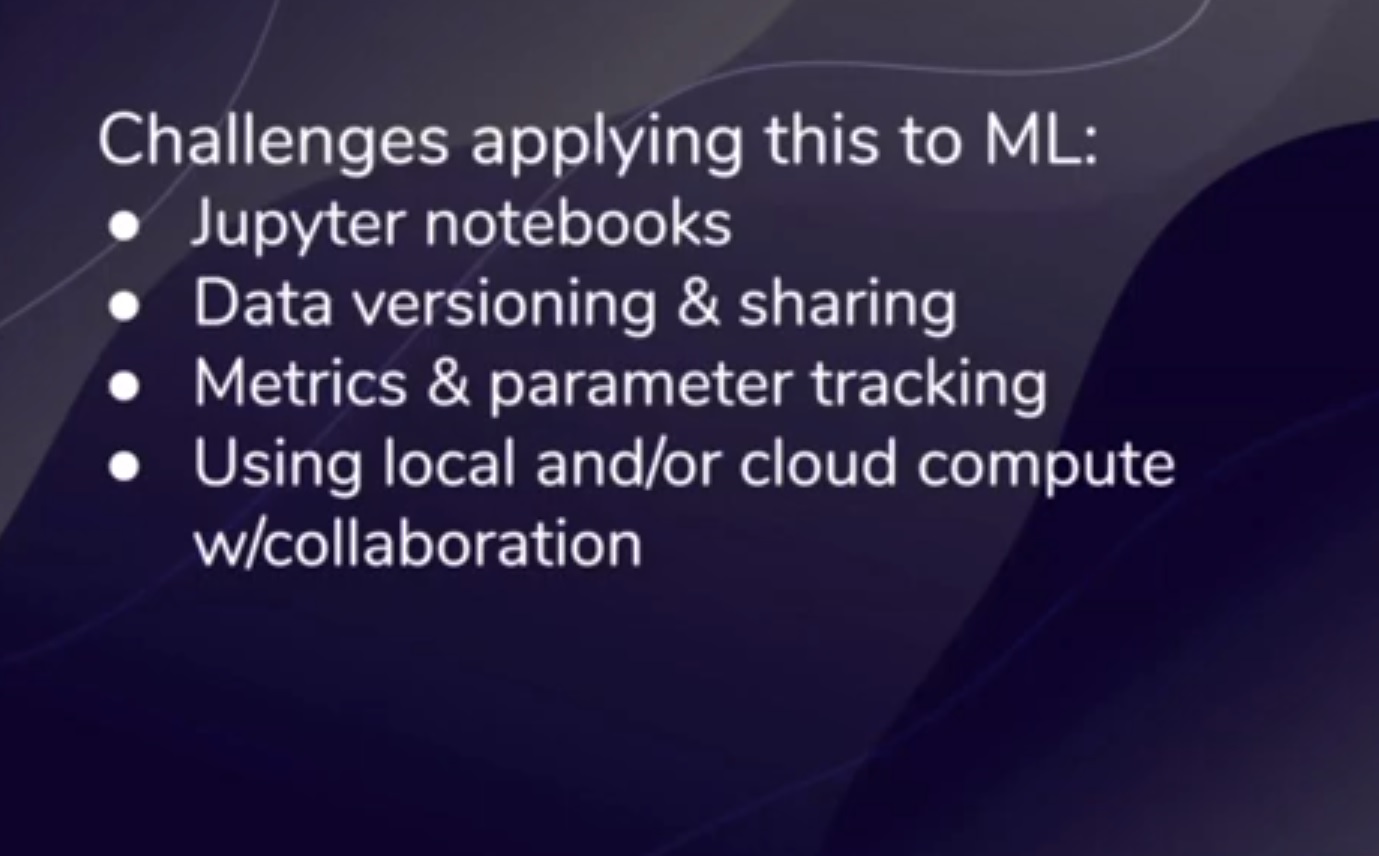 Challenges applying this to ML:
● Jupyter notebooks
● Data versioning & sharing
● Metrics & parameter tracking
● Using local and/or cloud compute
w/collaboration